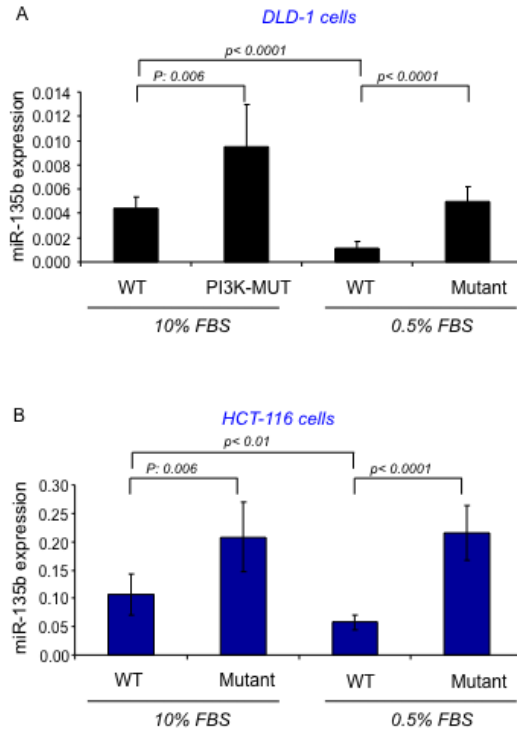 A
DLD-1 cells
p< 0.0001
P: 0.006
p< 0.0001
miR-135b expression
0.014
0.012
0.010
0.008
0.006
0.004
0.002
0.000
WT PI3K-MUT WT Mutant
10% FBS 0.5% FBS
B
HCT-116 cells
p< 0.01
P: 0.006
p< 0.0001
miR-135b expression
0.30
0.25
0.20
0.15
0.10
0.05
0.00
WT Mutant WT Mutant
10% FBS 0.5% FBS